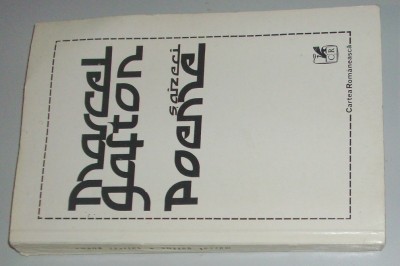 marcel
gafton
șaizeci
poeme
CR
Cartea Românească